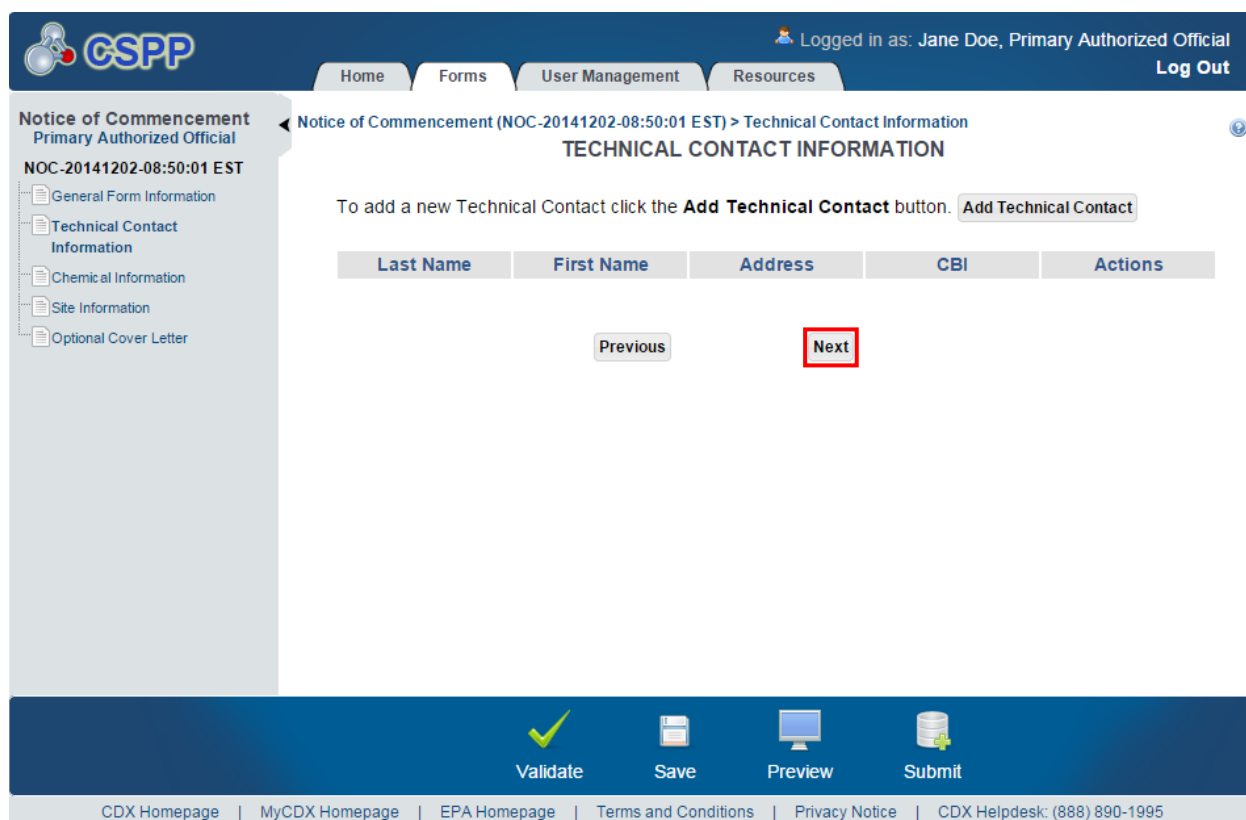 CSPP
Logged in as: Jane Doe, Primary Authorized Official
Log Out
Home
Forms
User Management
Resources
Notice of Commencement
Primary Authorized Official
NOC-20141202-08:50:01 EST
General Form Information
Technical Contact
Information
Chemical Information
Site Information
Optional Cover Letter
Notice of Commencement (NOC-20141202-08:50:01 EST) > Technical Contact Information
TECHNICAL CONTACT INFORMATION
To add a new Technical Contact click the Add Technical Contact button. Add Technical Contact
Last Name First Name Address CBI Actions
Previous Next
Validate Save Preview Submit
CDX Homepage | MyCDX Homepage | EPA Homepage | Terms and Conditions | Privacy Notice | CDX Helpdesk: (888) 890-1995